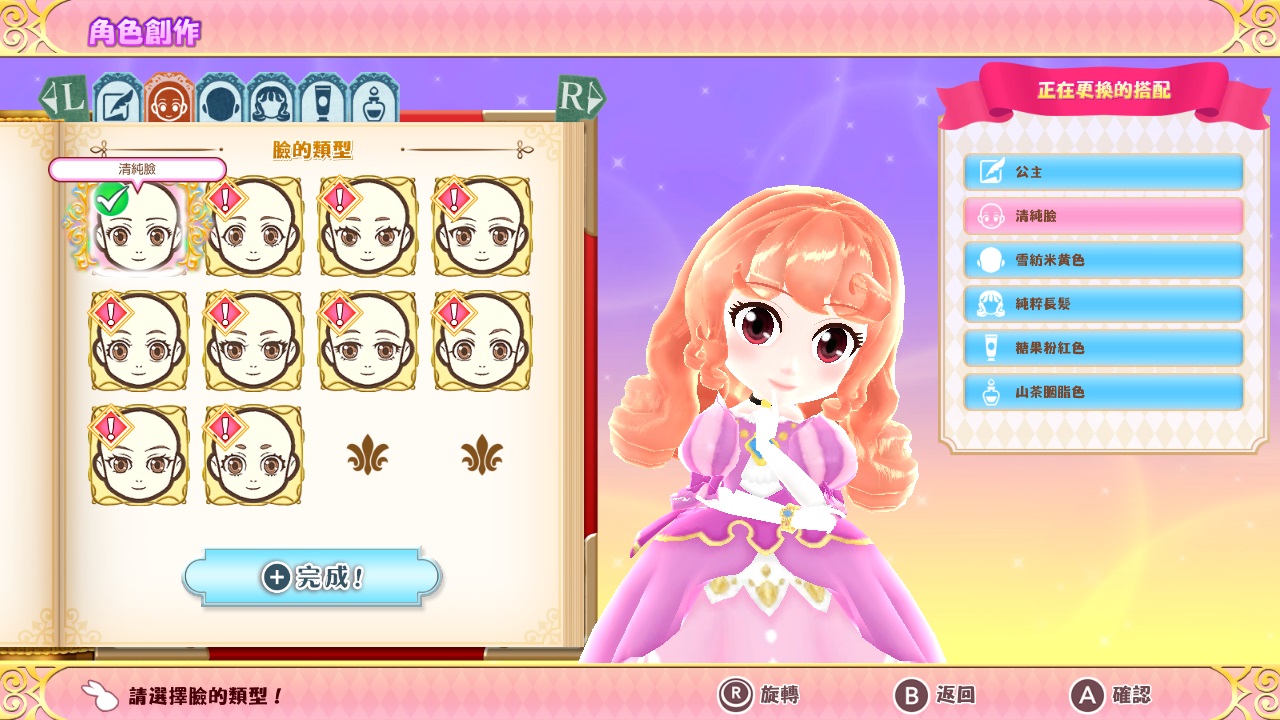 角色創作
L
R
臉的類型
清純臉
完成！
正在更換的搭配
公主
清純臉
雪紡米黃色
純粹長髮
糖果粉紅色
山茶胭脂色
請選擇臉的類型！
R 旋轉
B 返回
A 確認